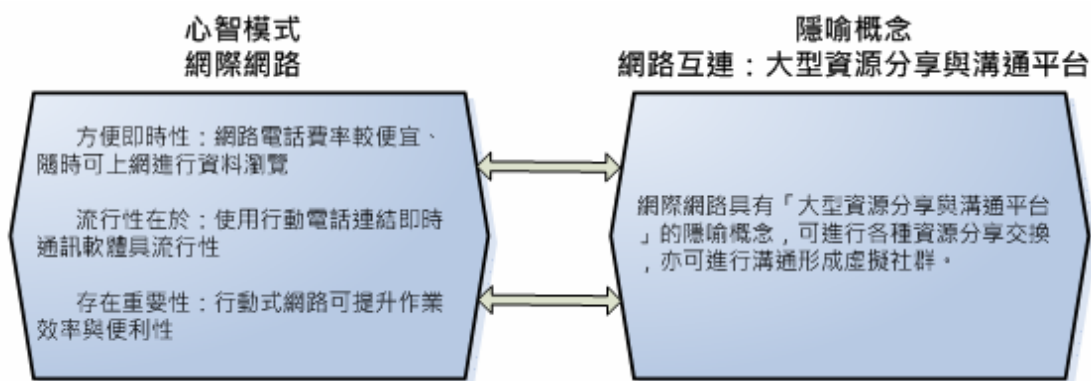 心智模式
網際網路
方便即時性：網路電話費率較便宜、
隨時可上網進行資料瀏覽
流行性在於：使用行動電話連結即時
通訊軟體具流行性
存在重要性：行動式網路可提升作業
效率與便利性
隱喻概念
網路互連：大型資源分享與溝通平台
網際網路具有「大型資源分享與溝通平台
」的隱喻概念，可進行各種資源分享交換
，亦可進行溝通形成虛擬社群。